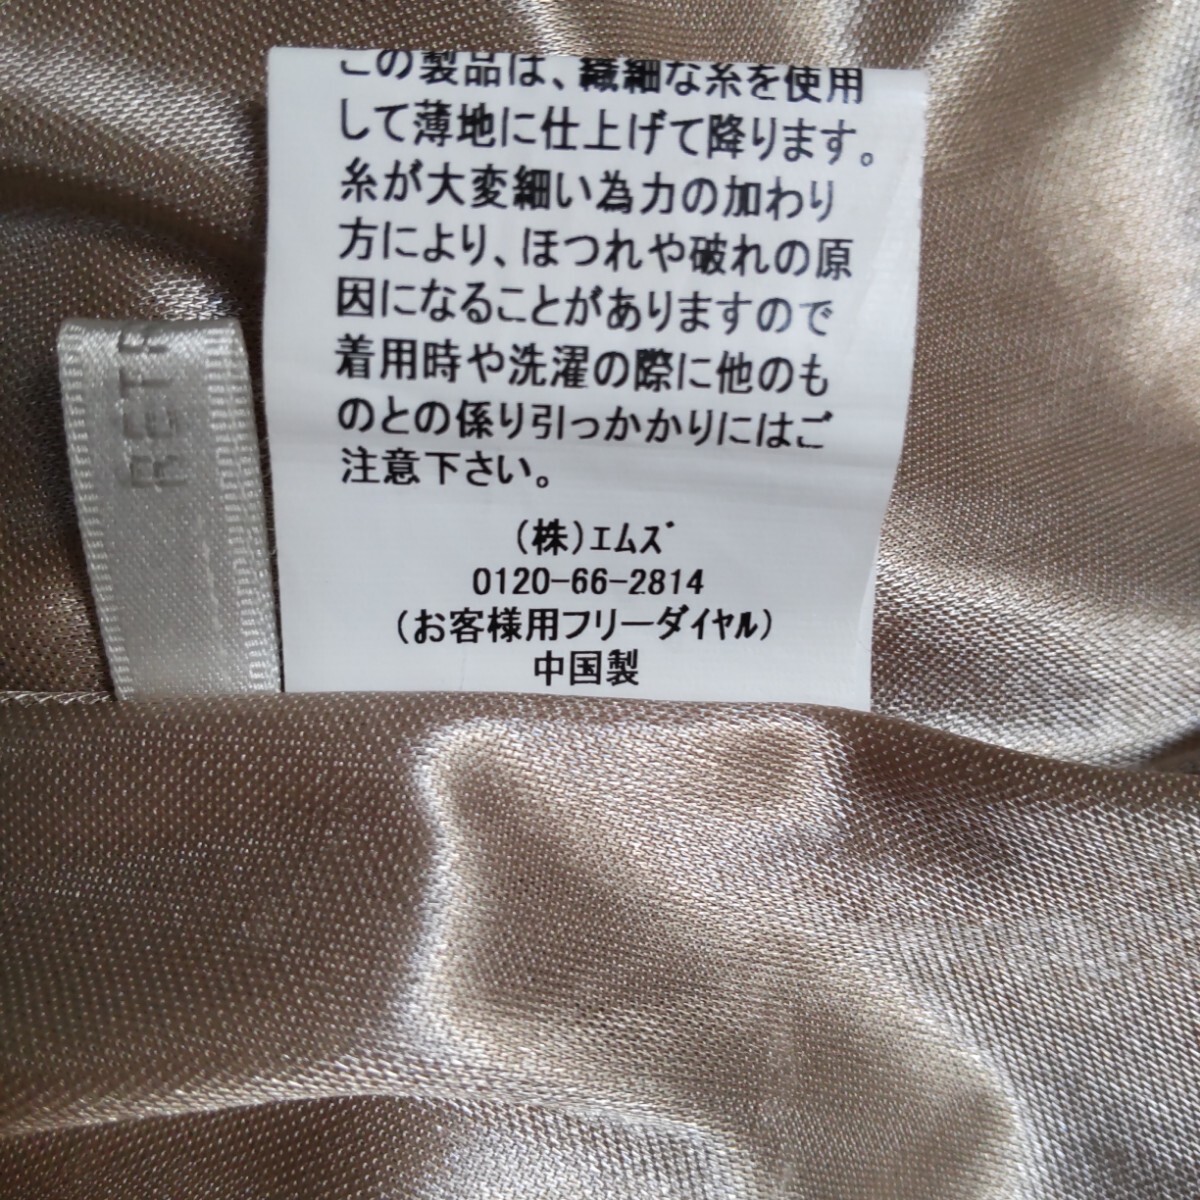 この製品は、繊細な糸を使用
して薄地に仕上げて降ります。
糸が大変細い為力の加わり
方により、ほつれや破れの原
因になることがありますので
着用時や洗濯の際に他のも
のとの係り引っかかりにはご
注意下さい。
(株)ｴﾑｽﾞ
0120-66-2814
(お客様用フリーダイヤル)
中国製
RETR